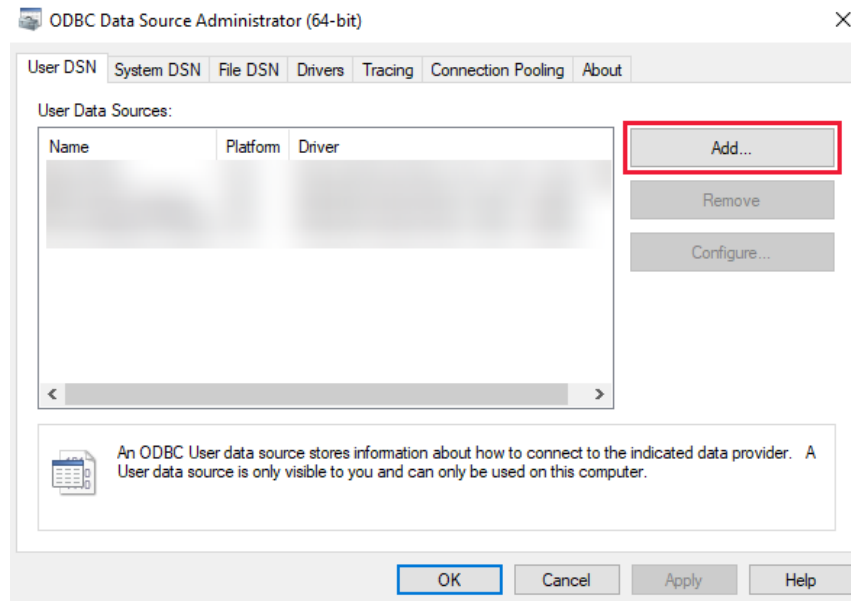 ODBC Data Source Administrator (64-bit)
User DSN System DSN File DSN Drivers Tracing Connection Pooling About
User Data Sources:
Name Platform Driver
Add...
Remove
Configure...
An ODBC User data source stores information about how to connect to the indicated data provider. A
User data source is only visible to you and can only be used on this computer.
OK Cancel Apply Help